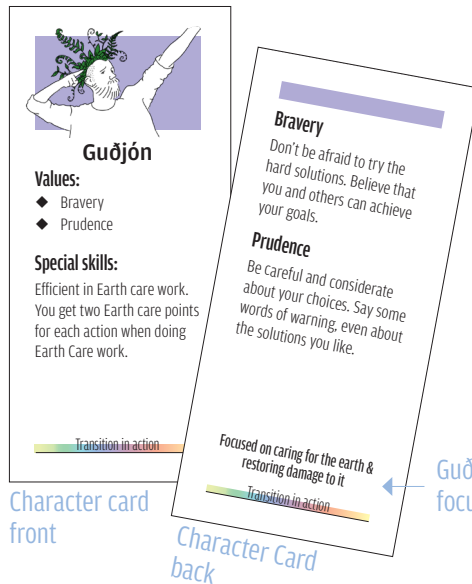 Guðjón
Values:
◆ Bravery
◆ Prudence
Special skills:
Efficient in Earth care work.
You get two Earth care points
for each action when doing
Earth Care work.
Transition in action
Character card
front
Bravery
Don't be afraid to try the
hard solutions. Believe that
you and others can achieve
your goals.
Prudence
Be careful and considerate
about your choices. Say some
words of warning, even about
the solutions you like.
Focused on caring for the earth &
restoring damage to it
Transition in action
Character Card
back